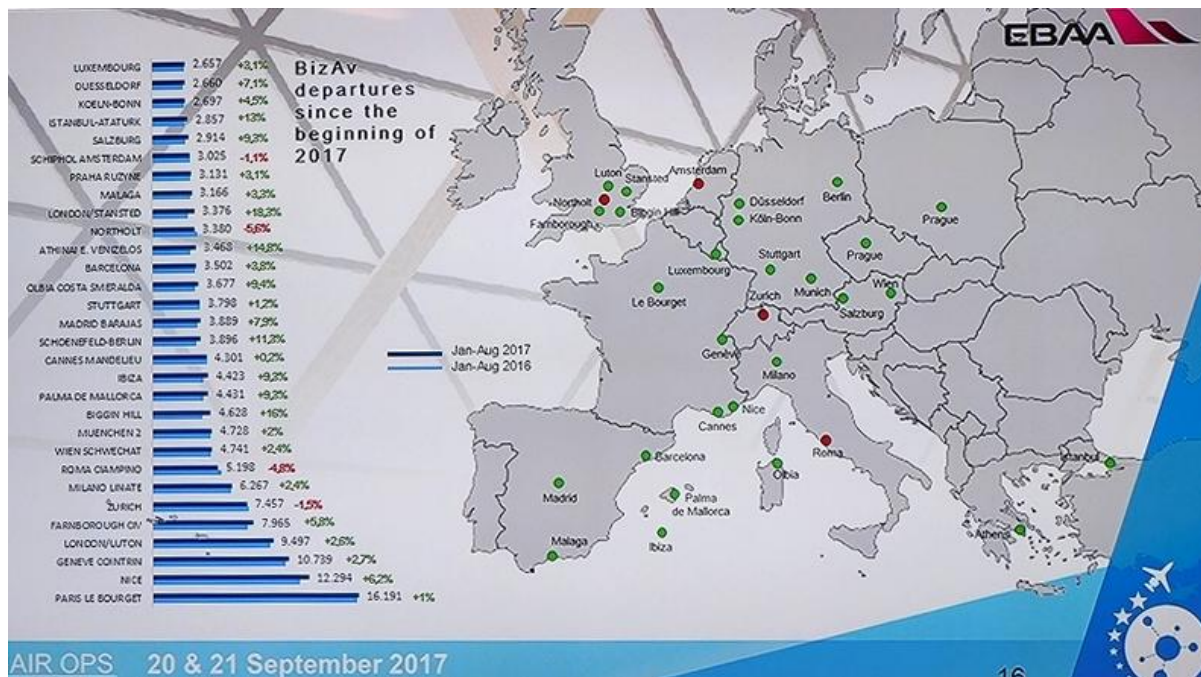 EBAA
BizAv
departures
since the
beginning of
2017
LUXEMBOURG 2.657 +3,1%
DUESSELDORF 2.660 +7,1%
KOELN-BONN 2.697 +4,5%
ISTANBUL-ATATURK 2.857 +13%
SALZBURG 2.914 +9,3%
SCHIPHOL AMSTERDAM 3.025 -1,1%
PRAHA RUZYNE 3.131 +3,1%
MALAGA 3.166 +3,3%
LONDON/STANSTED 3.376 +18,3%
NORTHOLT 3.380 -5,6%
ATHINAI E. VENIZELOS 3.468 +14,8%
BARCELONA 3.502 +3,8%
OLBIA COSTA SMERALDA 3.677 +9,4%
STUTTGART 3.798 +1,2%
MADRID BARAJAS 3.889 +7,9%
SCHOENEFELD-BERLIN 3.896 +11,3%
CANNES MANDELIEU 4.301 +0,2%
IBIZA 4.423 +9,3%
PALMA DE MALLORCA 4.431 +9,3%
BIGGIN HILL 4.628 +16%
MUENCHEN 2 4.728 +2%
WIEN SCHWECHAT 4.741 +2,4%
ROMA CIAMPINO 5.198 -4,8%
MILANO LINATE 6.267 +2,4%
ZURICH 7.457 -1,5%
FARNBOROUGH CIV 7.965 +5,8%
LONDON/LUTON 9.497 +2,6%
GENEVE COINTRIN 10.739 +2,7%
NICE 12.294 +6,2%
PARIS LE BOURGET 16.191 +1%
Jan-Aug 2017
Jan-Aug 2016
Amsterdam
Luton
Stansted
Northolt
Farnborough
Biggin Hill
Berlin
Düsseldorf
Köln-Bonn
Prague
Prague
Luxembourg
Stuttgart
Le Bourget
Zurich
Munich
Wien
Salzburg
Genève
Milano
Nice
Cannes
Barcelona
Roma
Olbia
Istanbul
Madrid
Palma
de Mallorca
Ibiza
Malaga
Athens
AIR OPS 20 & 21 September 2017
16